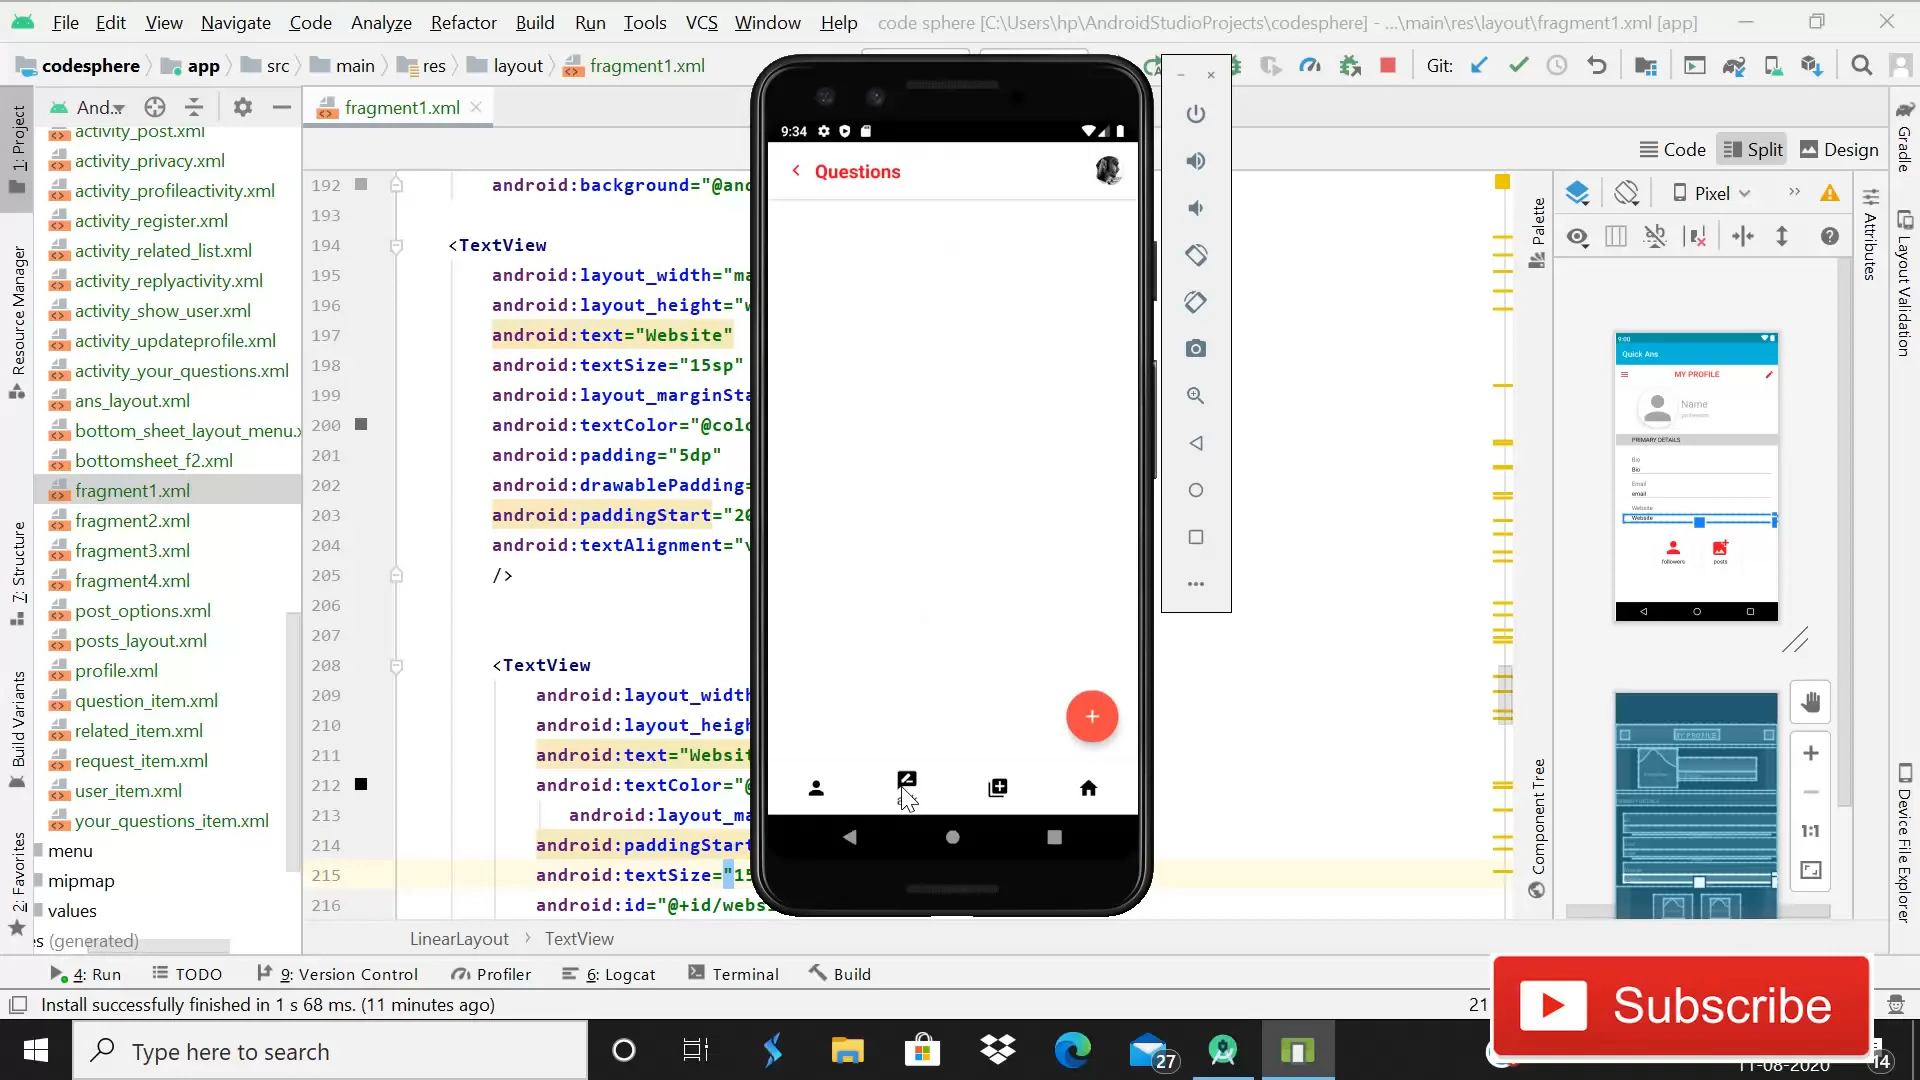 File Edit View Navigate Code Analyze Refactor Build Run Tools VCS Window Help code sphere [C:\Users\hp\AndroidStudioProjects\codesphere] - ...\main\res\layout\fragment1.xml [app]
codesphere app src main res layout fragment1.xml Git:
1: Project
Resource Manager
7: Structure
Build Variants
2: Favorites
And..
activity_post.xml
activity_privacy.xml
activity_profileactivity.xml
activity_register.xml
activity_related_list.xml
activity_replyactivity.xml
activity_show_user.xml
activity_updateprofile.xml
activity_your_questions.xml
ans_layout.xml
bottom_sheet_layout_menu.x
bottomsheet_f2.xml
fragment1.xml
fragment2.xml
fragment3.xml
fragment4.xml
post_options.xml
posts_layout.xml
profile.xml
question_item.xml
related_item.xml
request_item.xml
user_item.xml
your_questions_item.xml
menu
mipmap
values
es (generated)
fragment1.xml
192 android:background="@and
193
194 <TextView
195 android:layout_width="ma
196 android:layout_height="w
197 android:text="Website"
198 android:textSize="15sp"
199 android:layout_marginSta
200 android:textColor="@colo
201 android:padding="5dp"
202 android:drawablePadding=
203 android:paddingStart="20
204 android:textAlignment="v
205 />
206
207
208 <TextView
209 android:layout_width
210 android:layout_heigh
211 android:text="Websit
212 android:textColor="@
213 android:layout_ma
214 android:paddingStart
215 android:textSize="15
216 android:id="@+id/webs
LinearLayout TextView
9:34
Questions
Code Split Design
Palette
Component Tree
Pixel
Attributes
Gradle
Layout Validation
Device File Explorer
9:00
Quick Ans
MY PROFILE
Name
PRIMARY DETAILS
Bio
Bio
Email
email
Website
Website
followers posts
MY PROFILE
1:1
4: Run TODO 9: Version Control Profiler 6: Logcat Terminal Build
Install successfully finished in 1 s 68 ms. (11 minutes ago)
21
Subscribe
Type here to search
27
11-08-2020
14